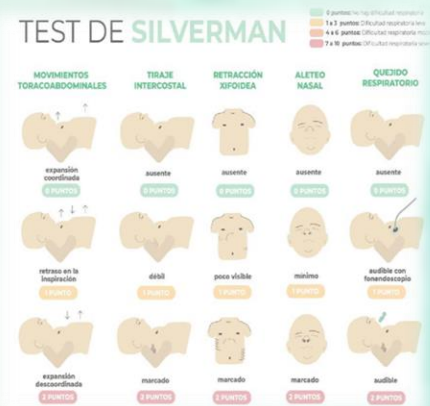 TEST DE SILVERMAN
0 puntos: No hay dificultad respiratoria
1 a 3 puntos: Dificultad respiratoria leve
4 a 6 puntos: Dificultad respiratoria
7 a 10 puntos: Dificultad respiratoria
MOVIMIENTOS TORACOABDOMINALES
TIRAJE INTERCOSTAL
RETRACCIÓN XIFOIDEA
ALETEO NASAL
QUEJIDO RESPIRATORIO
expansión coordinada
ausente
ausente
ausente
ausente
0 PUNTOS
0 PUNTOS
0 PUNTOS
0 PUNTOS
0 PUNTOS
retraso en la inspiración
débil
poco visible
mínimo
audible con fonendoscopio
1 PUNTO
1 PUNTO
1 PUNTO
1 PUNTO
1 PUNTO
expansión descoordinada
marcado
marcado
marcado
audible
2 PUNTOS
2 PUNTOS
2 PUNTOS
2 PUNTOS
2 PUNTOS